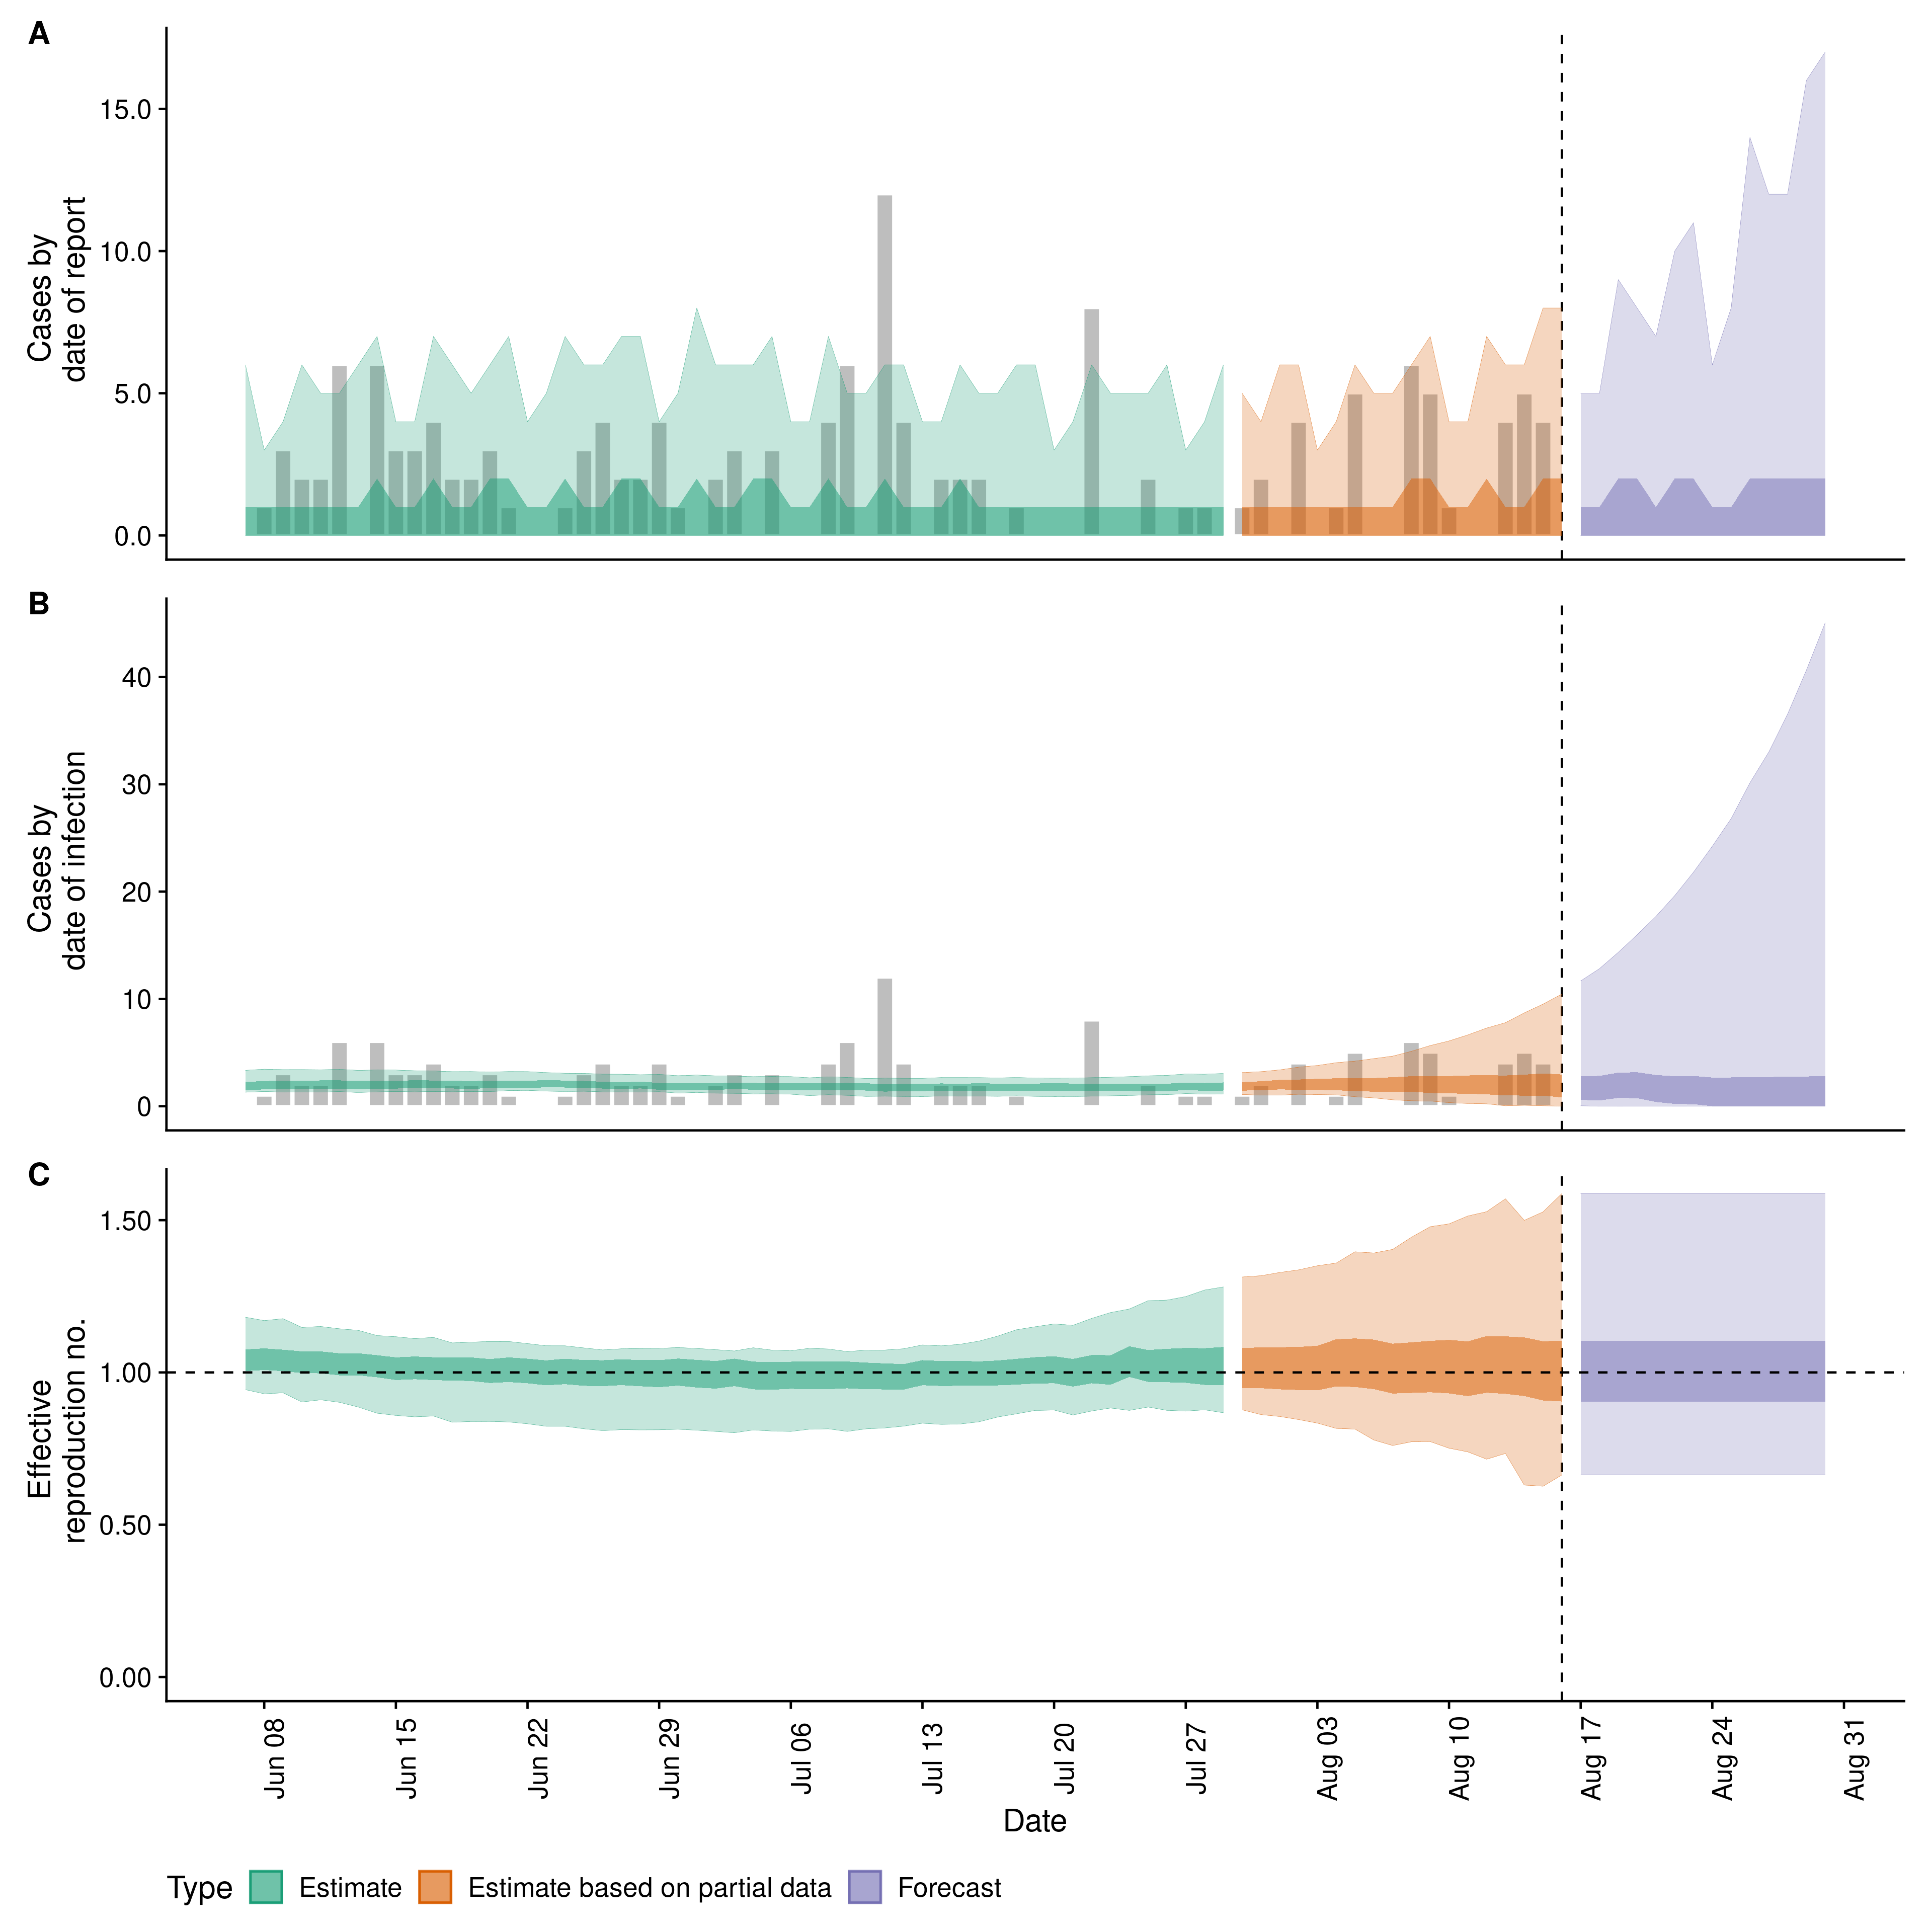 A
Cases by
date of report
15.0
10.0
5.0
0.0
B
Cases by
date of infection
40
30
20
10
0
C
Effective
reproduction no.
1.50
1.00
0.50
0.00
Jun 08
Jun 15
Jun 22
Jun 29
Jul 06
Jul 13
Jul 20
Jul 27
Aug 03
Aug 10
Aug 17
Aug 24
Aug 31
Date
Type
Estimate
Estimate based on partial data
Forecast